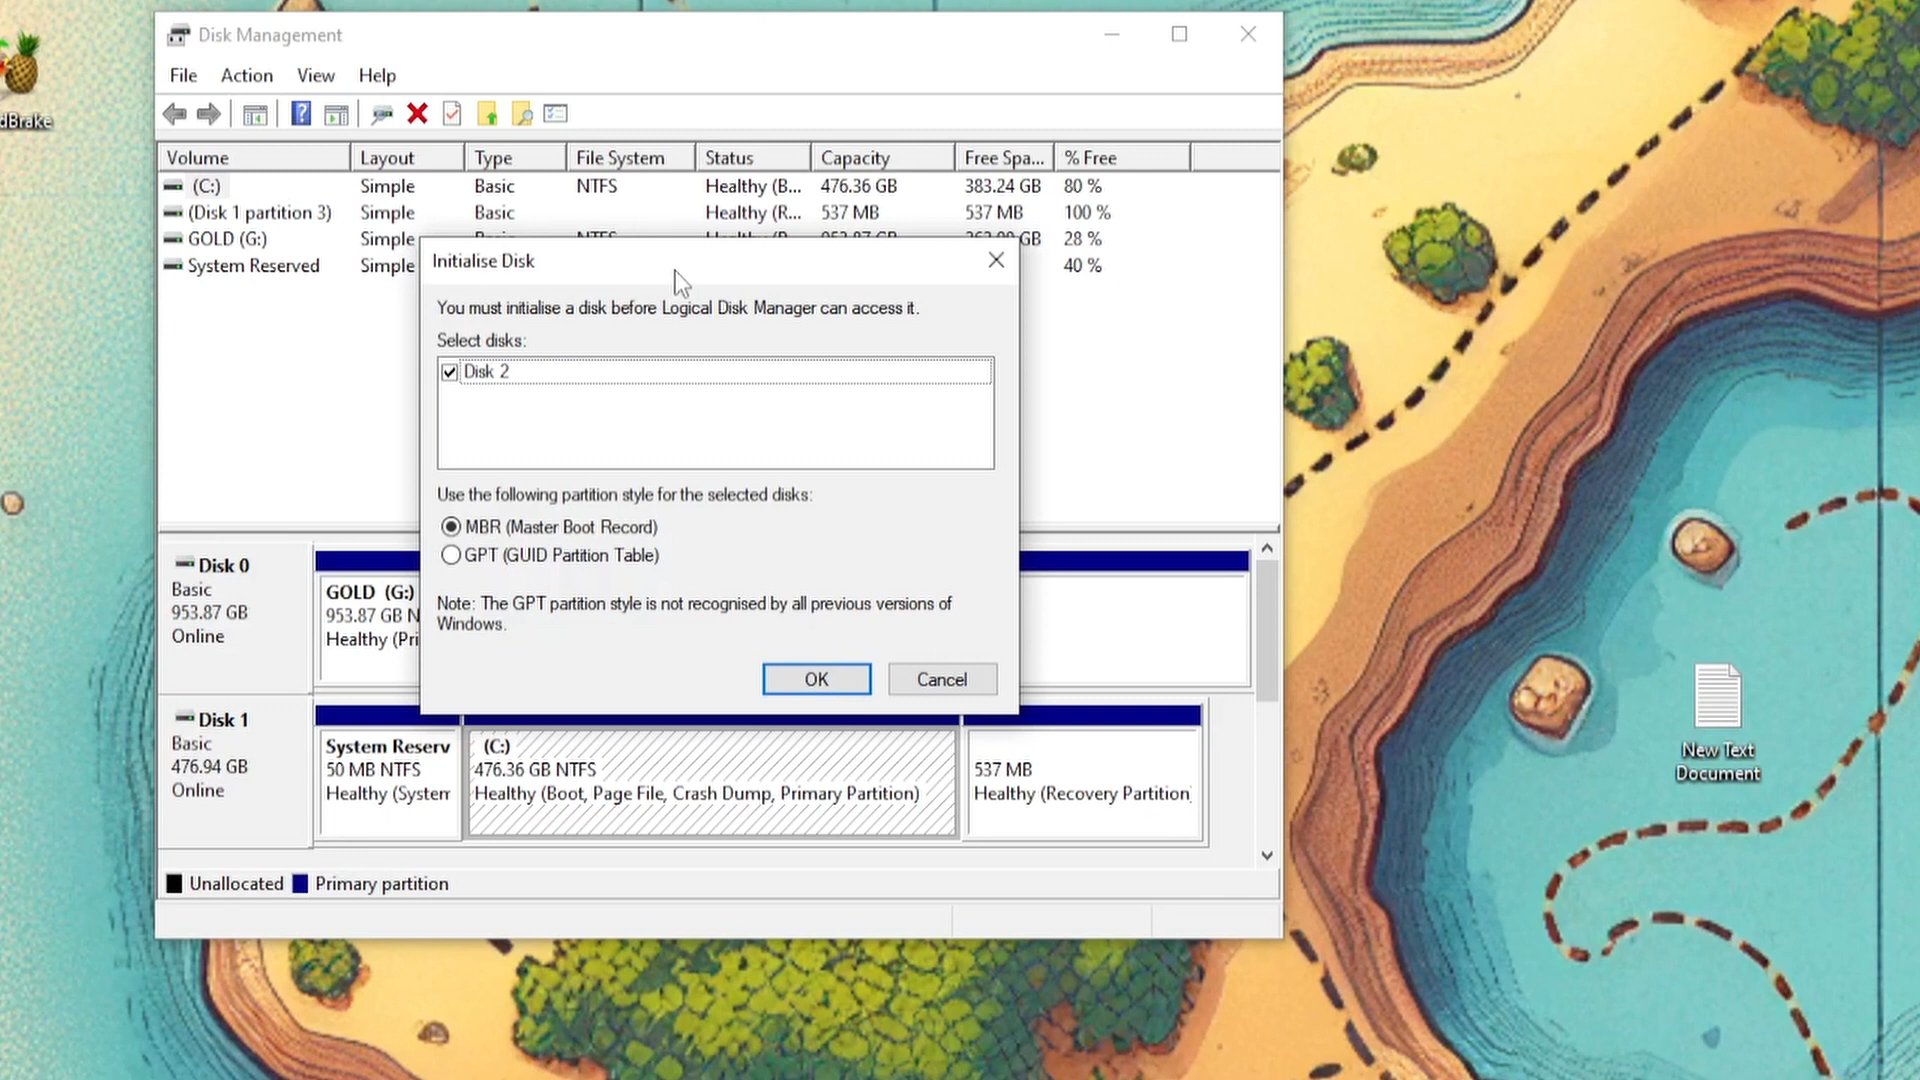 Disk Management
File Action View Help
dBrake
Volume Layout Type File System Status Capacity Free Spa... % Free
(C:) Simple Basic NTFS Healthy (B... 476.36 GB 383.24 GB 80 %
(Disk 1 partition 3) Simple Basic Healthy (R... 537 MB 537 MB 100 %
GOLD (G:) Simple GB 28 %
System Reserved Simple 40 %
Initialise Disk
You must initialise a disk before Logical Disk Manager can access it.
Select disks:
Disk 2
Use the following partition style for the selected disks:
MBR (Master Boot Record)
GPT (GUID Partition Table)
Note: The GPT partition style is not recognised by all previous versions of
Windows.
OK Cancel
Disk 0
Basic
953.87 GB
Online
GOLD (G:)
953.87 GB N
Healthy (Pri
Disk 1
Basic
476.94 GB
Online
System Reserv
50 MB NTFS
Healthy (System
(C:)
476.36 GB NTFS
Healthy (Boot, Page File, Crash Dump, Primary Partition)
537 MB
Healthy (Recovery Partition)
Unallocated Primary partition
New Text
Document